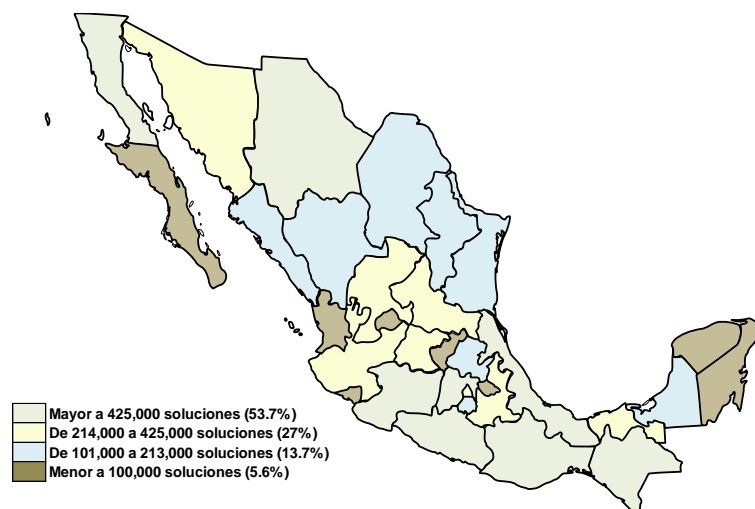 Mayor a 425,000 soluciones (53.7%)
De 214,000 a 425,000 soluciones (27%)
De 101,000 a 213,000 soluciones (13.7%)
Menor a 100,000 soluciones (5.6%)